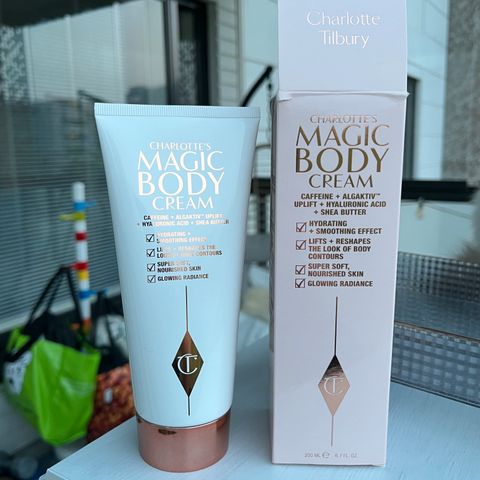 CHARLOTTE'S
MAGIC
BODY
CREAM
CAFFEINE + ALGAKTIV™ UPLIFT
+ HYALURONIC ACID + SHEA BUTTER
HYDRATING +
SMOOTHING EFFECT
LIFTS + RESHAPES THE
LOOK OF BODY CONTOURS
SUPER SOFT,
NOURISHED SKIN
GLOWING RADIANCE
CT
Charlotte
Tilbury
CHARLOTTE'S
MAGIC
BODY
CREAM
CAFFEINE + ALGAKTIV™
UPLIFT + HYALURONIC ACID
+ SHEA BUTTER
HYDRATING
+ SMOOTHING EFFECT
LIFTS + RESHAPES
THE LOOK OF BODY
CONTOURS
SUPER SOFT,
NOURISHED SKIN
GLOWING RADIANCE
CT
200 ML ℮ 6.7 FL. OZ